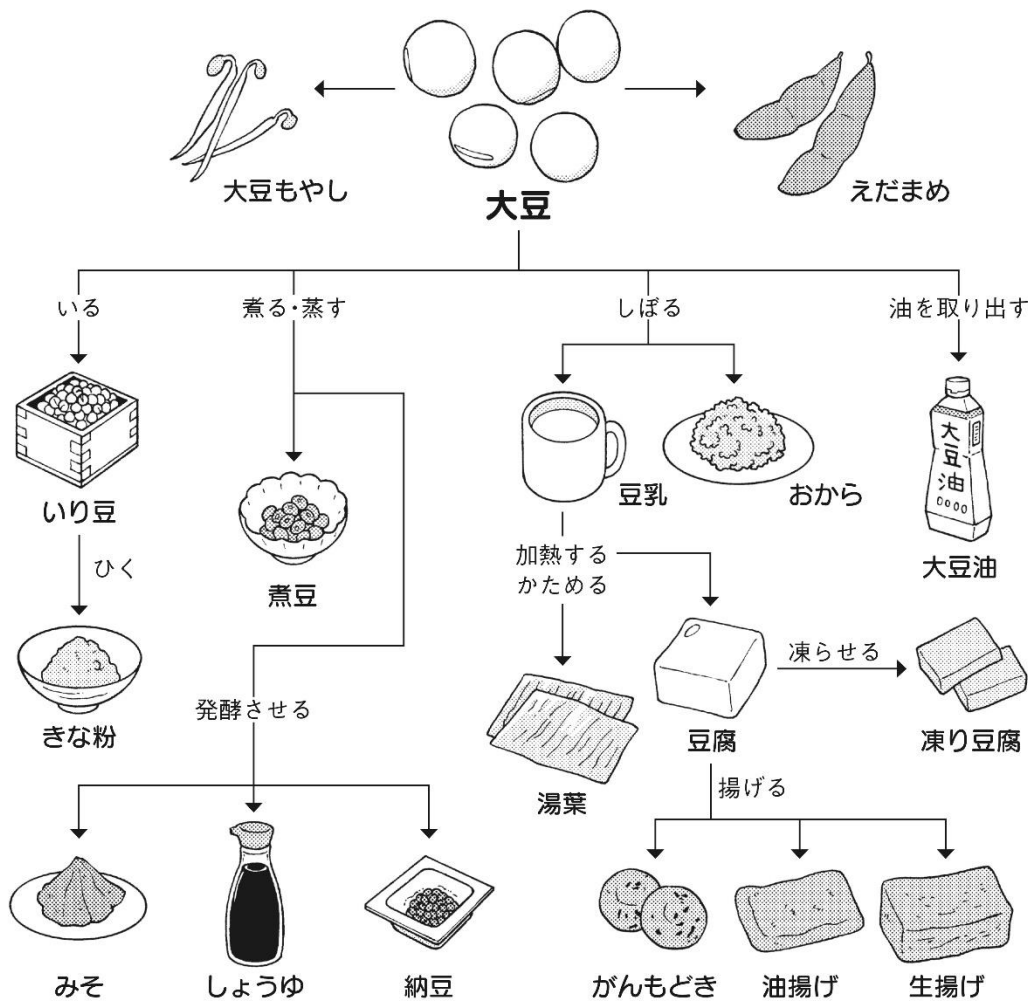 大豆もやし
大豆
えだまめ
いる
煮る・蒸す
しぼる
油を取り出す
いり豆
ひく
きな粉
煮豆
発酵させる
みそ
しょうゆ
納豆
豆乳
おから
加熱する
かためる
湯葉
豆腐
凍らせる
凍り豆腐
揚げる
がんもどき
油揚げ
生揚げ
大豆油
大豆油